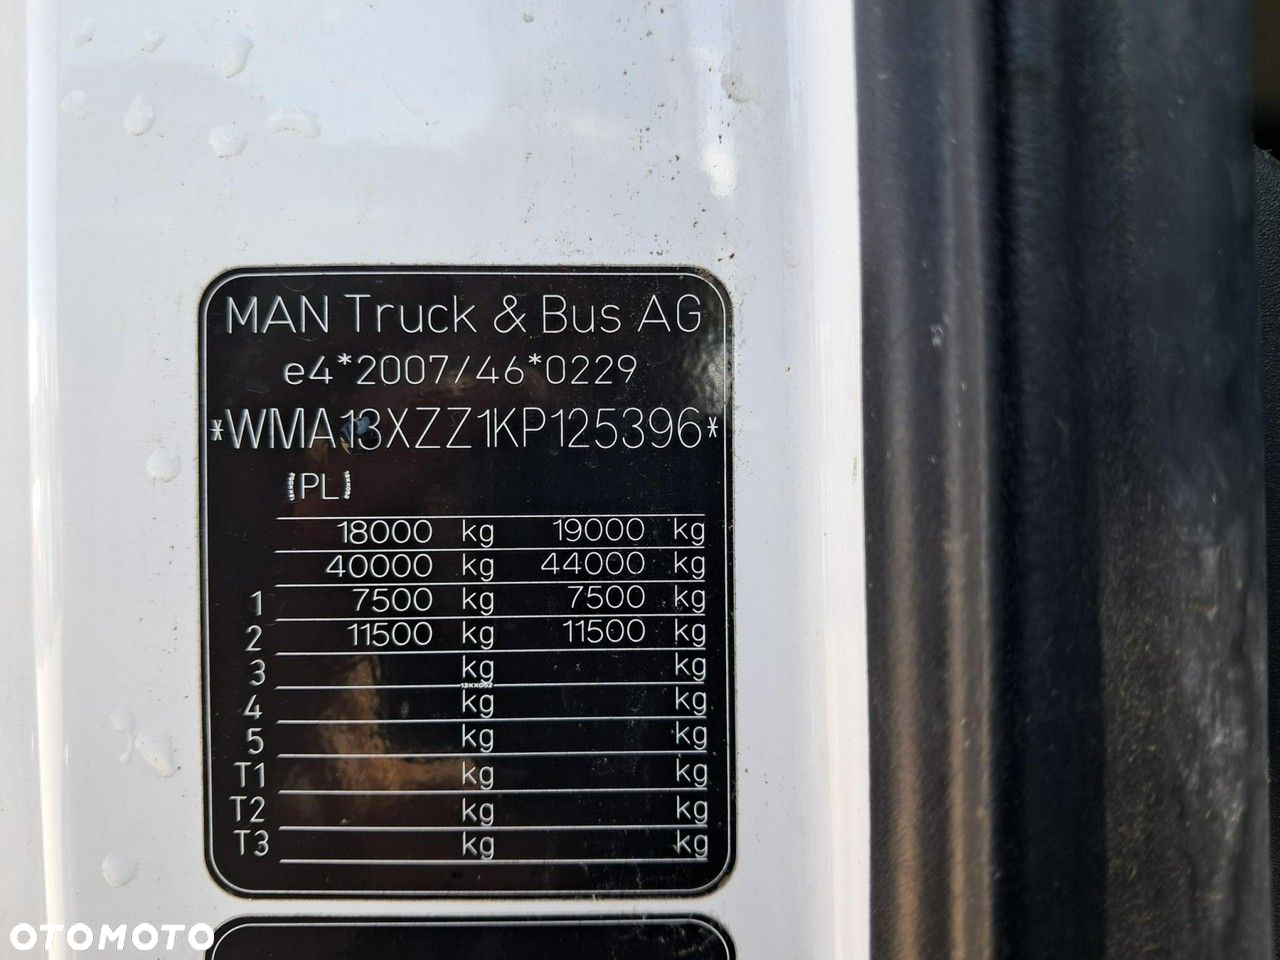 MAN Truck & Bus AG
e4*2007/46*0229
*WMA13XZZ1KP125396*
(PL)
18000 kg 19000 kg
40000 kg 44000 kg
1 7500 kg 7500 kg
2 11500 kg 11500 kg
3 kg kg
4 kg kg
5 kg kg
T1 kg kg
T2 kg kg
T3 kg kg
OTOMOTO